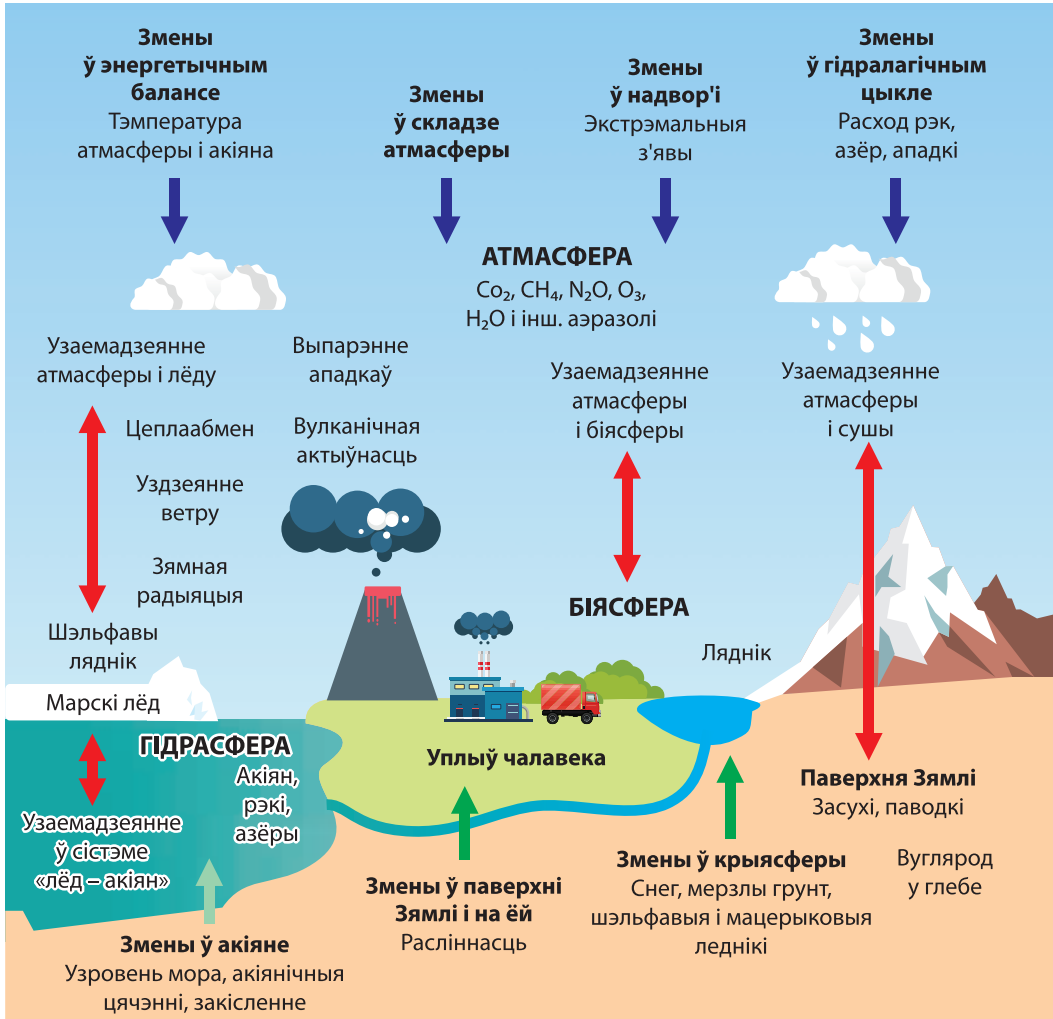 Змены
ў энергетычным
балансе
Тэмпература
атмасферы і акіяна
Змены
ў складзе
атмасферы
Змены
ў надвор'і
Экстрэмальныя
з'явы
Змены
ў гідралагічным
цыкле
Расход рэк,
азёр, ападкі
АТМАСФЕРА
Co₂, CH₄, N₂O, O₃,
H₂O і інш. аэразолі
Узаемадзеянне
атмасферы і лёду
Выпарэнне
ападкаў
Узаемадзеянне
атмасферы
і біясферы
Узаемадзеянне
атмасферы
і сушы
Цеплаабмен
Вулканічная
актыўнасць
Уздзеянне
ветру
Зямная
радыяцыя
БІЯСФЕРА
Шэльфавы
ляднік
Ляднік
Марскі лёд
ГІДРАСФЕРА
Акіян,
рэкі,
азёры
Уплыў чалавека
Паверхня Зямлі
Засухі, паводкі
Узаемадзеянне
ў сістэме
«лёд – акіян»
Змены ў паверхні
Зямлі і на ёй
Расліннасць
Змены ў крыясферы
Снег, мерзлы грунт,
шэльфавыя і мацерыковыя
леднікі
Вуглярод
у глебе
Змены ў акіяне
Узровень мора, акіянічныя
цячэнні, закісленне